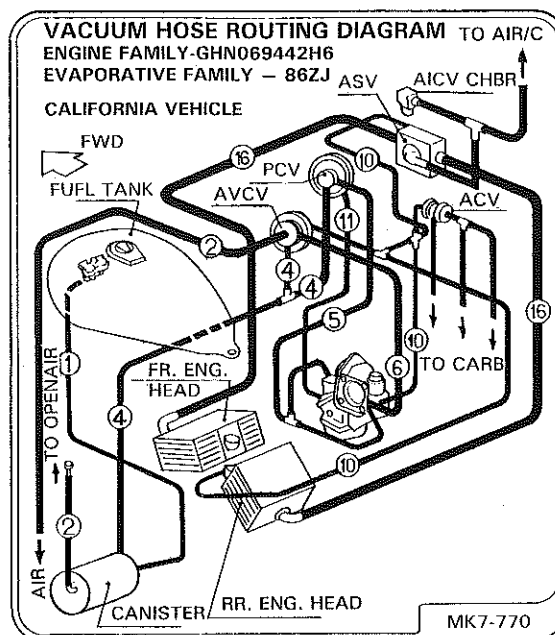 VACUUM HOSE ROUTING DIAGRAM
TO AIR/C
ENGINE FAMILY-GHN069442H6
EVAPORATIVE FAMILY – 86ZJ
AICV CHBR
ASV
CALIFORNIA VEHICLE
FWD
16
10
PCV
FUFL TANK
AVCV
ACV
11
2
4
4
5
10
16
6
1
TO CARB
TO OPENAIR
4
FR. ENG.
HEAD
10
2
AIR
CANISTER
RR. ENG. HEAD
MK7-770